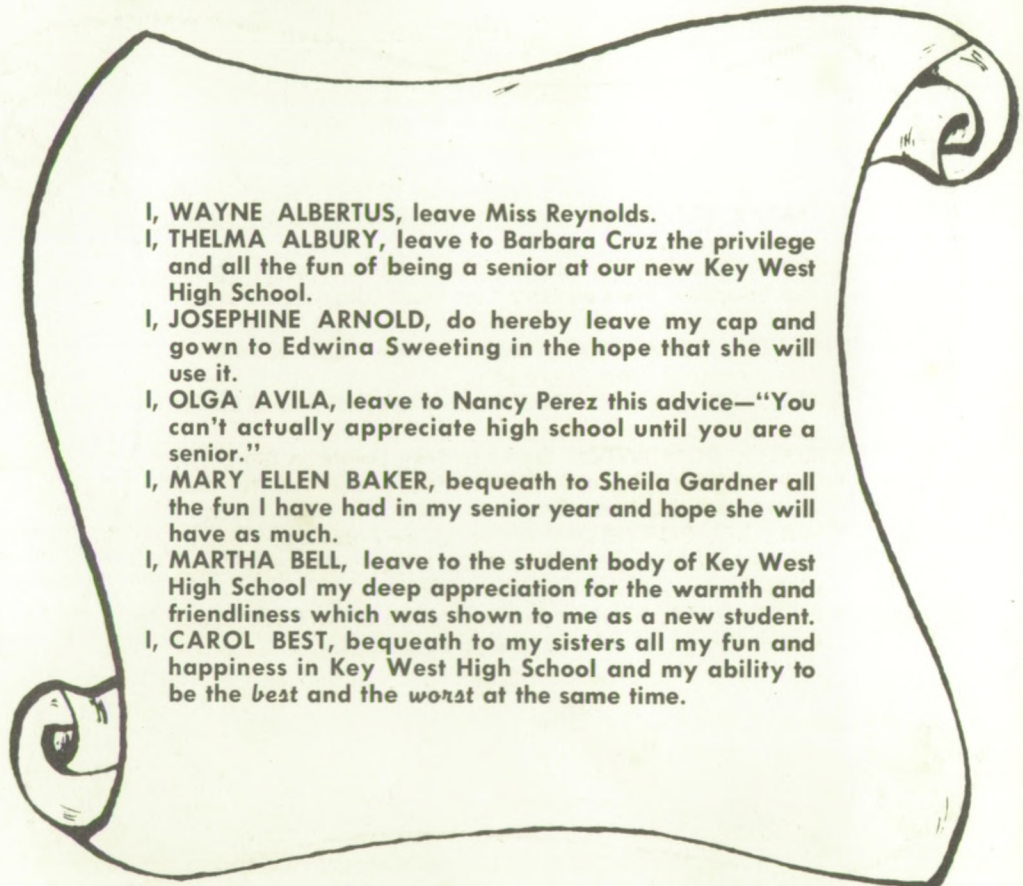 I, WAYNE ALBERTUS, leave Miss Reynolds.
I, THELMA ALBURY, leave to Barbara Cruz the privilege
and all the fun of being a senior at our new Key West
High School.
I, JOSEPHINE ARNOLD, do hereby leave my cap and
gown to Edwina Sweeting in the hope that she will
use it.
I, OLGA AVILA, leave to Nancy Perez this advice—“You
can't actually appreciate high school until you are a
senior.”
I, MARY ELLEN BAKER, bequeath to Sheila Gardner all
the fun I have had in my senior year and hope she will
have as much.
I, MARTHA BELL, leave to the student body of Key West
High School my deep appreciation for the warmth and
friendliness which was shown to me as a new student.
I, CAROL BEST, bequeath to my sisters all my fun and
happiness in Key West High School and my ability to
be the best and the worst at the same time.